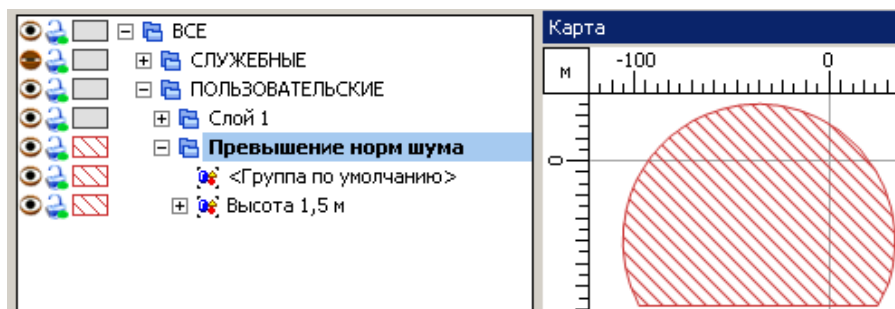 ВСЕ
СЛУЖЕБНЫЕ
ПОЛЬЗОВАТЕЛЬСКИЕ
Слой 1
Превышение норм шума
<Группа по умолчанию>
Высота 1,5 м
Карта
м
-100 0
0